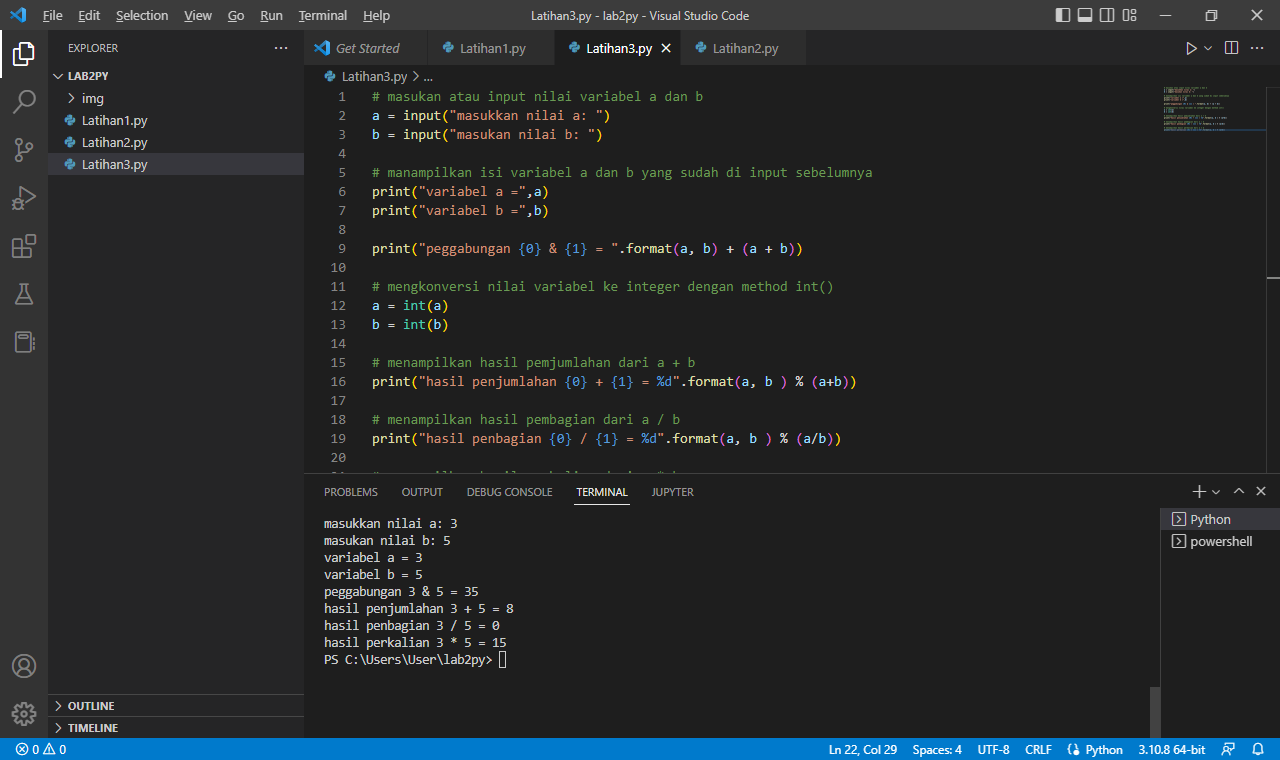 File Edit Selection View Go Run Terminal Help Latihan3.py - lab2py - Visual Studio Code
EXPLORER
LAB2PY
img
Latihan1.py
Latihan2.py
Latihan3.py
OUTLINE
TIMELINE
Get Started Latihan1.py Latihan3.py Latihan2.py
Latihan3.py > ...
1 # masukan atau input nilai variabel a dan b
2 a = input("masukkan nilai a: ")
3 b = input("masukan nilai b: ")
4
5 # manampilkan isi variabel a dan b yang sudah di input sebelumnya
6 print("variabel a =",a)
7 print("variabel b =",b)
8
9 print("peggabungan {0} & {1} = ".format(a, b) + (a + b))
10
11 # mengkonversi nilai variabel ke integer dengan method int()
12 a = int(a)
13 b = int(b)
14
15 # menampilkan hasil pemjumlahan dari a + b
16 print("hasil penjumlahan {0} + {1} = %d".format(a, b ) % (a+b))
17
18 # menampilkan hasil pembagian dari a / b
19 print("hasil penbagian {0} / {1} = %d".format(a, b ) % (a/b))
20
PROBLEMS OUTPUT DEBUG CONSOLE TERMINAL JUPYTER
masukkan nilai a: 3
masukan nilai b: 5
variabel a = 3
variabel b = 5
peggabungan 3 & 5 = 35
hasil penjumlahan 3 + 5 = 8
hasil penbagian 3 / 5 = 0
hasil perkalian 3 * 5 = 15
PS C:\Users\User\lab2py>
Python
powershell
0 0 Ln 22, Col 29 Spaces: 4 UTF-8 CRLF Python 3.10.8 64-bit